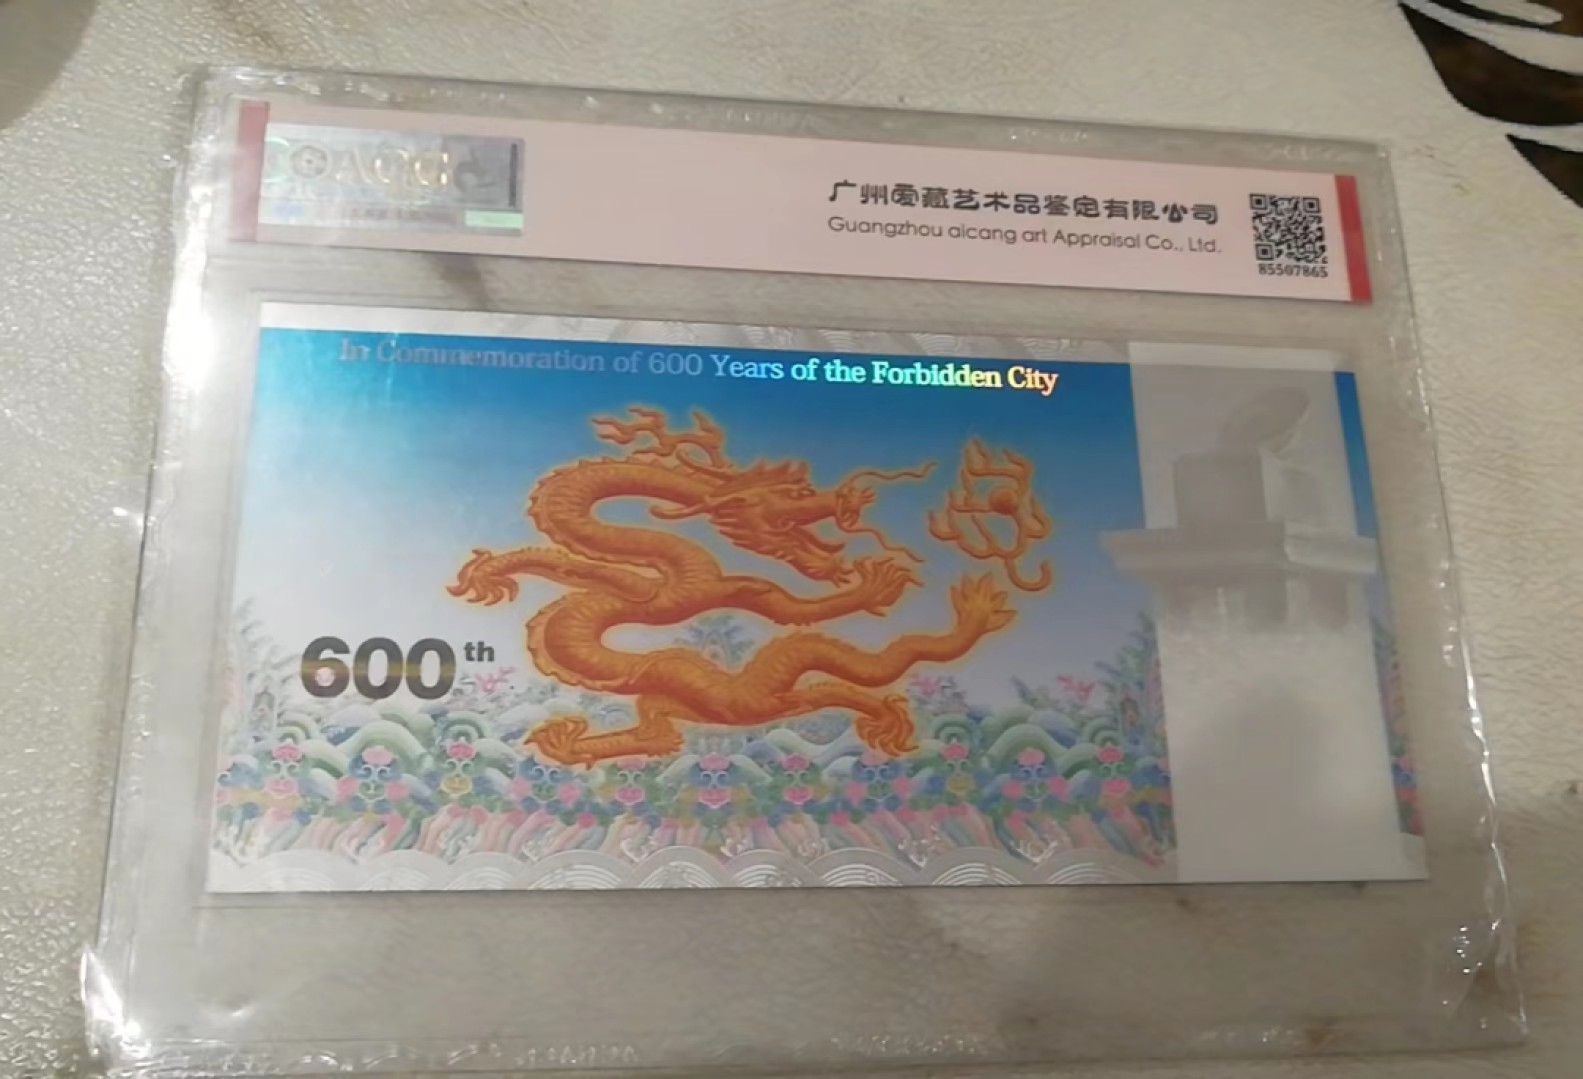 广州爱藏艺术品鉴定有限公司
Guangzhou aicang art Appraisal Co., Ltd.
85507865
In Commemoration of 600 Years of the Forbidden City
600th